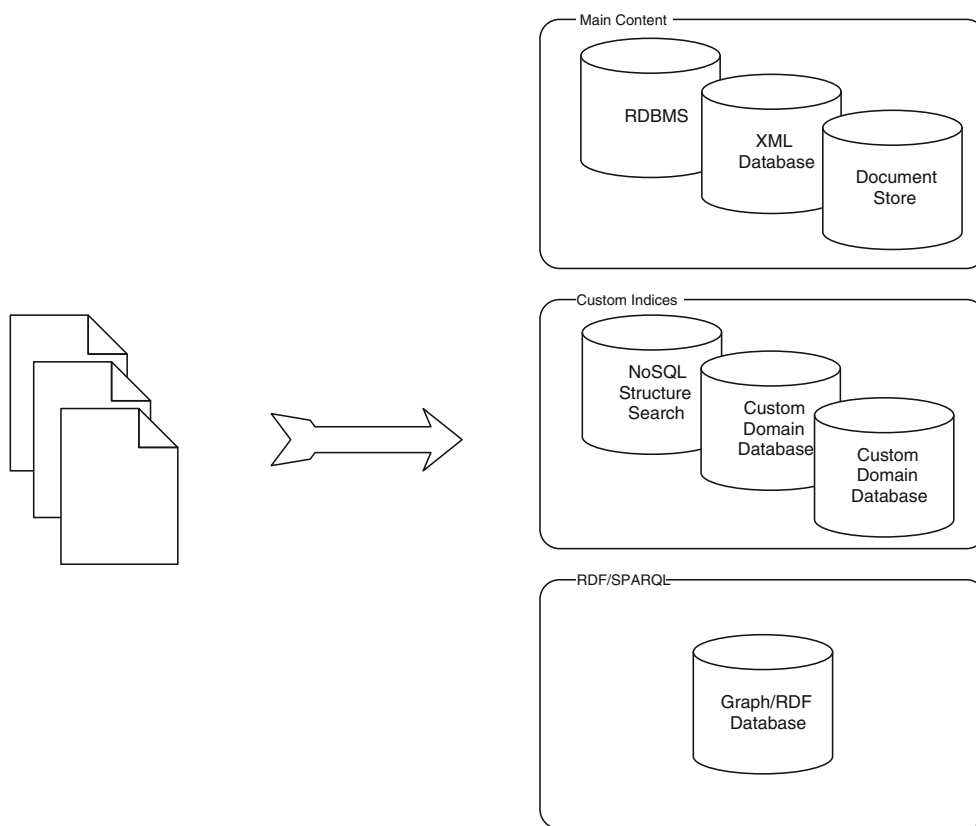 Main Content
RDBMS
XML
Database
Document
Store
Custom Indices
NoSQL
Structure
Search
Custom
Domain
Database
Custom
Domain
Database
RDF/SPARQL
Graph/RDF
Database